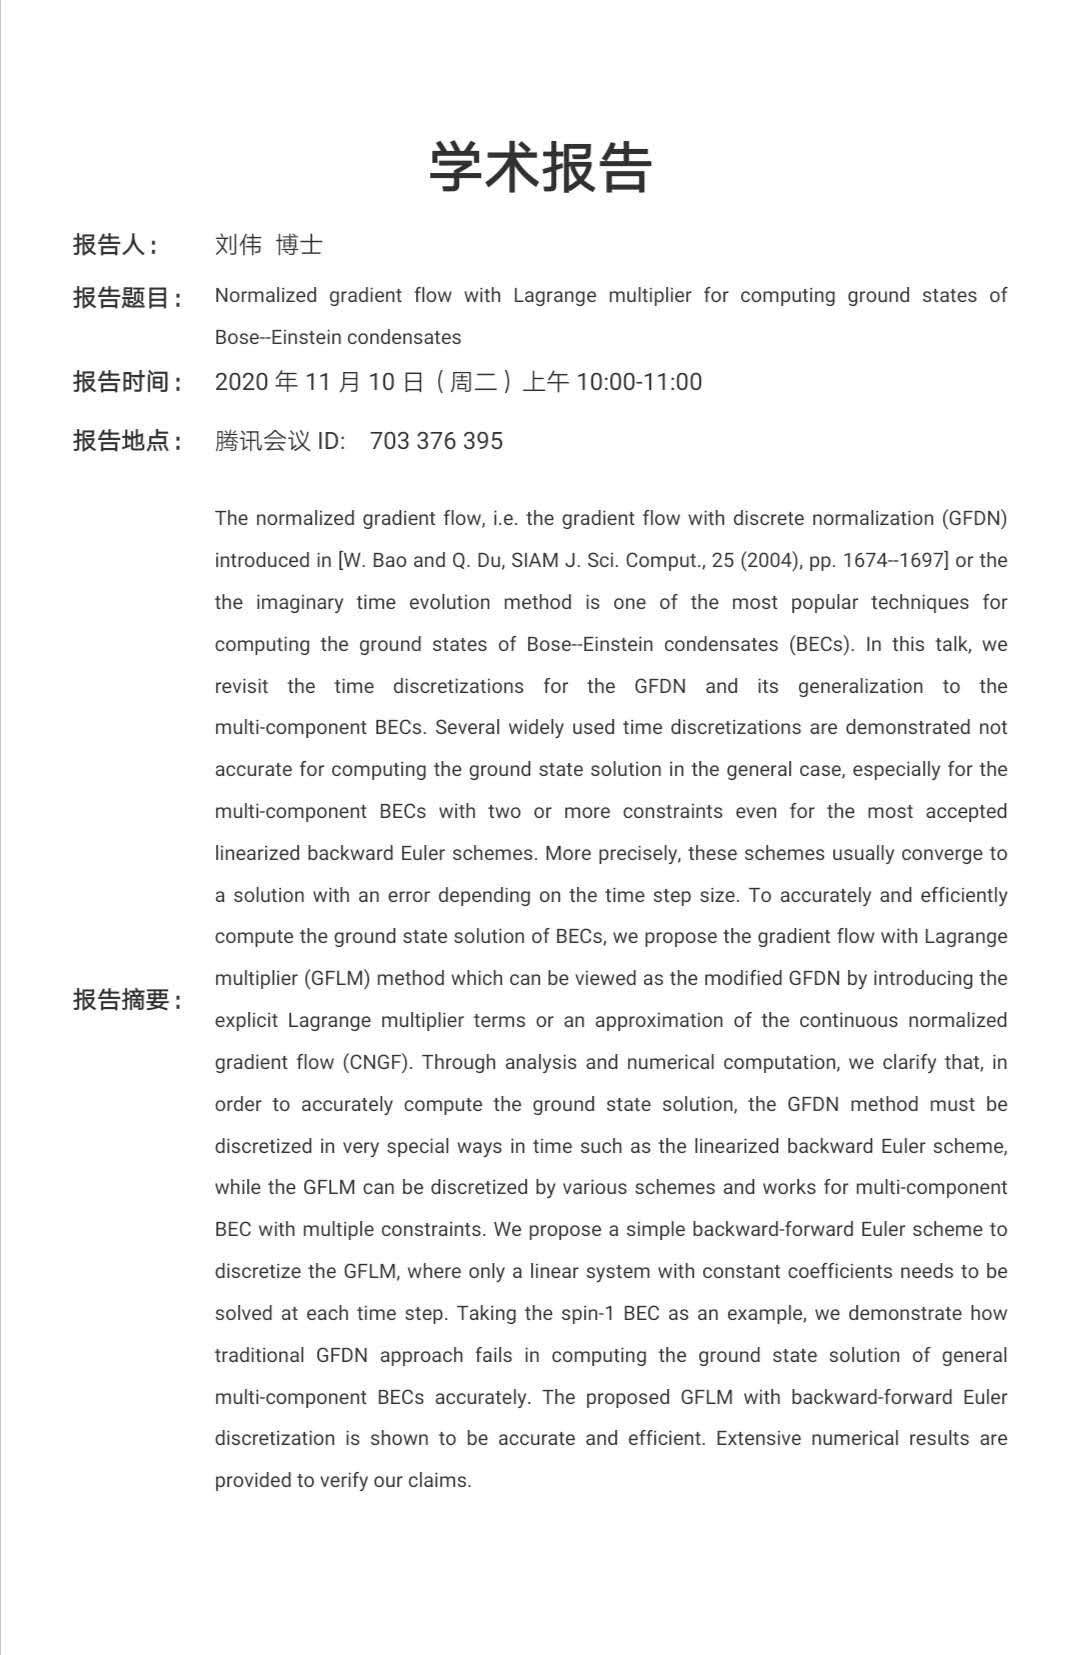 学术报告
报告人： 刘伟 博士
报告题目： Normalized gradient flow with Lagrange multiplier for computing ground states of
Bose--Einstein condensates
报告时间： 2020 年 11 月 10 日（周二）上午 10:00-11:00
报告地点： 腾讯会议 ID: 703 376 395
The normalized gradient flow, i.e. the gradient flow with discrete normalization (GFDN)
introduced in [W. Bao and Q. Du, SIAM J. Sci. Comput., 25 (2004), pp. 1674--1697] or the
the imaginary time evolution method is one of the most popular techniques for
computing the ground states of Bose--Einstein condensates (BECs). In this talk, we
revisit the time discretizations for the GFDN and its generalization to the
multi-component BECs. Several widely used time discretizations are demonstrated not
accurate for computing the ground state solution in the general case, especially for the
multi-component BECs with two or more constraints even for the most accepted
linearized backward Euler schemes. More precisely, these schemes usually converge to
a solution with an error depending on the time step size. To accurately and efficiently
compute the ground state solution of BECs, we propose the gradient flow with Lagrange
multiplier (GFLM) method which can be viewed as the modified GFDN by introducing the
报告摘要：
explicit Lagrange multiplier terms or an approximation of the continuous normalized
gradient flow (CNGF). Through analysis and numerical computation, we clarify that, in
order to accurately compute the ground state solution, the GFDN method must be
discretized in very special ways in time such as the linearized backward Euler scheme,
while the GFLM can be discretized by various schemes and works for multi-component
BEC with multiple constraints. We propose a simple backward-forward Euler scheme to
discretize the GFLM, where only a linear system with constant coefficients needs to be
solved at each time step. Taking the spin-1 BEC as an example, we demonstrate how
traditional GFDN approach fails in computing the ground state solution of general
multi-component BECs accurately. The proposed GFLM with backward-forward Euler
discretization is shown to be accurate and efficient. Extensive numerical results are
provided to verify our claims.